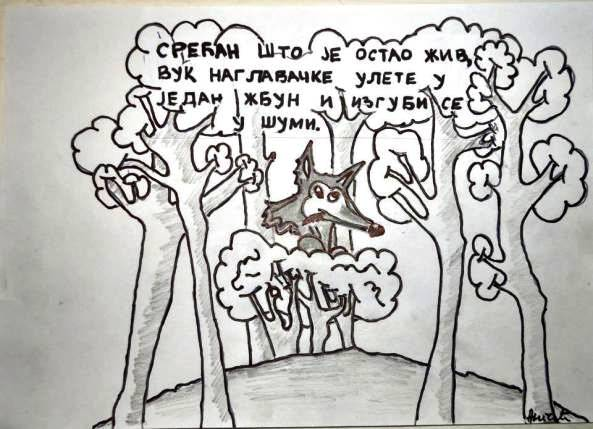 СРЕЋАН ШТО ЈЕ ОСТАО ЖИВ,
ВУК НАГЛАВАЧКЕ УЛЕТЕ У
ЈЕДАН ЖБУН И ИЗГУБИ СЕ
У ШУМИ.